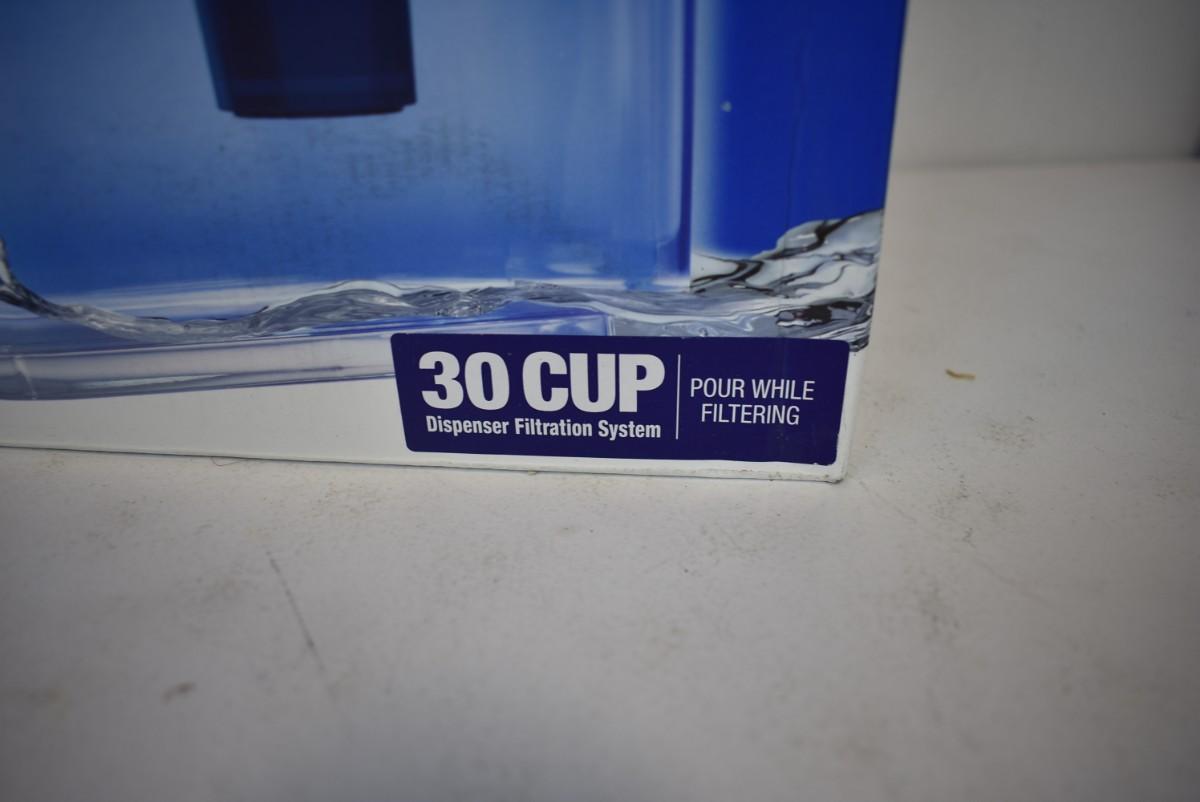 30 CUP
Dispenser Filtration System
POUR WHILE
FILTERING